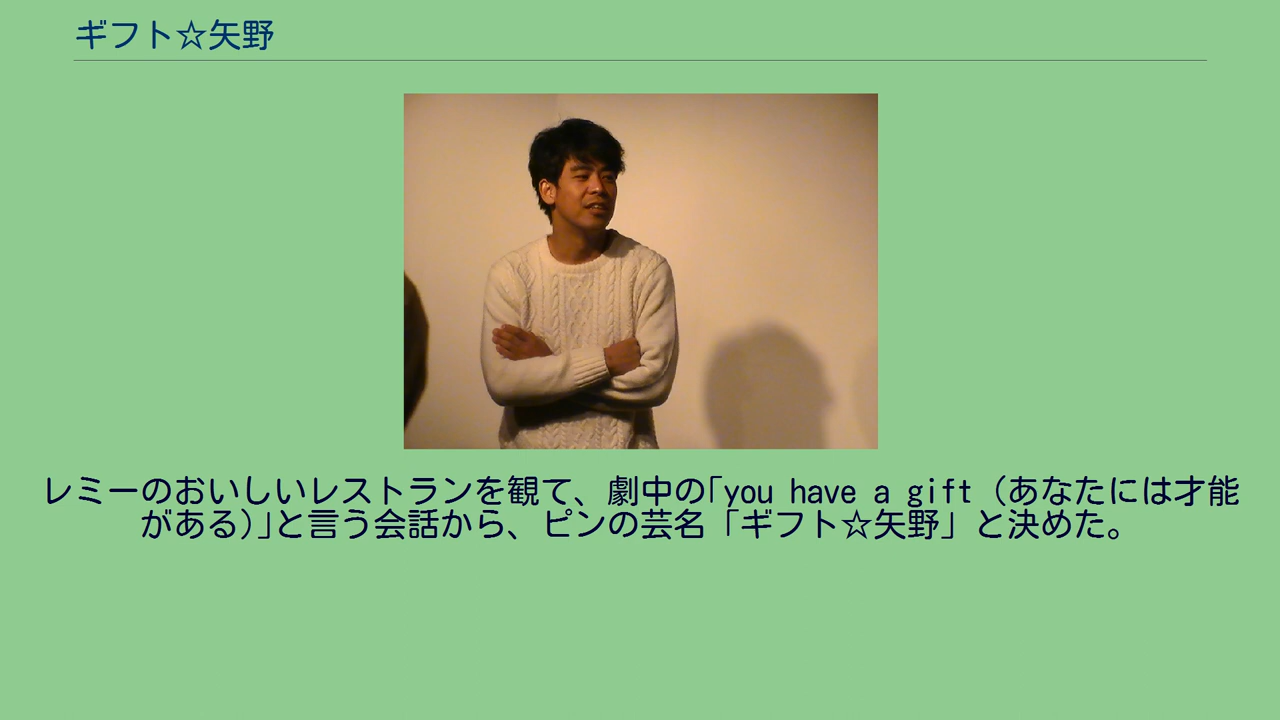 ギフト☆矢野
レミーのおいしいレストランを観て、劇中の｢you have a gift (あなたには才能
がある)｣と言う会話から、ピンの芸名「ギフト☆矢野」と決めた。